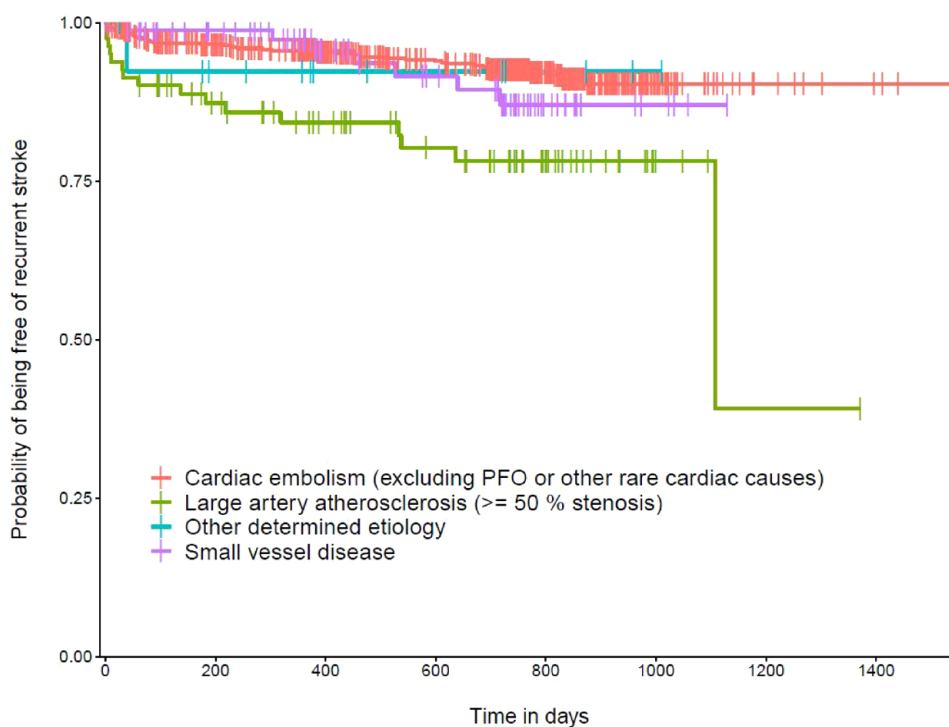 Probability of being free of recurrent stroke
1.00
0.75
0.50
0.25
0.00
Cardiac embolism (excluding PFO or other rare cardiac causes)
Large artery atherosclerosis (>= 50 % stenosis)
Other determined etiology
Small vessel disease
0 200 400 600 800 1000 1200 1400
Time in days